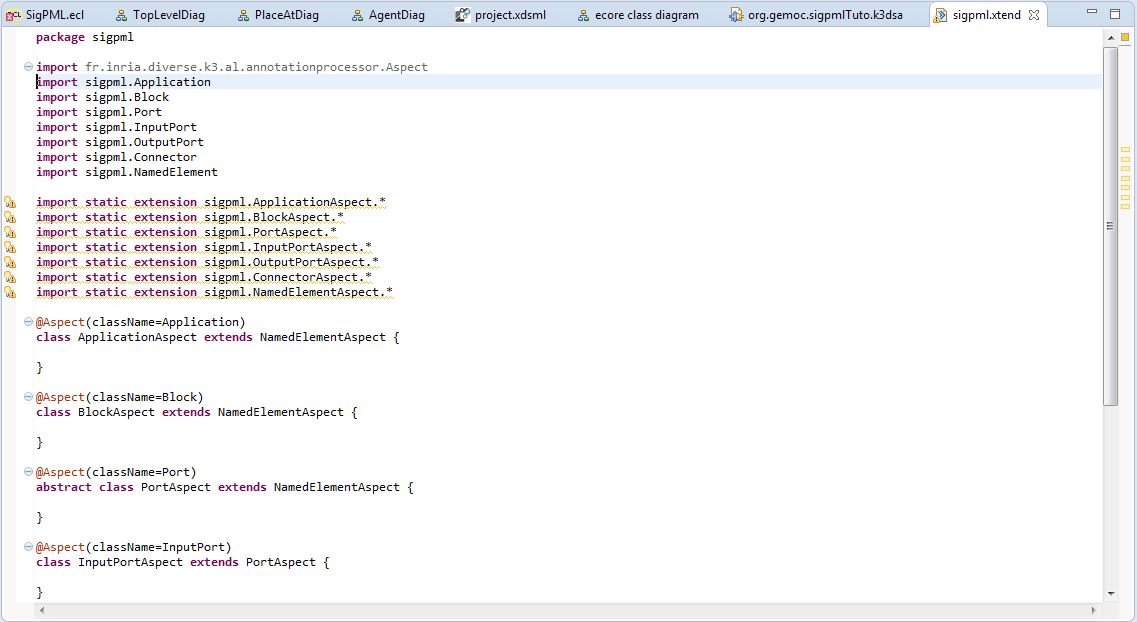 SigPML.ecl TopLevelDiag PlaceAtDiag AgentDiag project.xdsml ecore class diagram org.gemoc.sigpmlTuto.k3dsa sigpml.xtend
package sigpml
import fr.inria.diverse.k3.al.annotationprocessor.Aspect
import sigpml.Application
import sigpml.Block
import sigpml.Port
import sigpml.InputPort
import sigpml.OutputPort
import sigpml.Connector
import sigpml.NamedElement
import static extension sigpml.ApplicationAspect.*
import static extension sigpml.BlockAspect.*
import static extension sigpml.PortAspect.*
import static extension sigpml.InputPortAspect.*
import static extension sigpml.OutputPortAspect.*
import static extension sigpml.ConnectorAspect.*
import static extension sigpml.NamedElementAspect.*
@Aspect(className=Application)
class ApplicationAspect extends NamedElementAspect {
}
@Aspect(className=Block)
class BlockAspect extends NamedElementAspect {
}
@Aspect(className=Port)
abstract class PortAspect extends NamedElementAspect {
}
@Aspect(className=InputPort)
class InputPortAspect extends PortAspect {
}